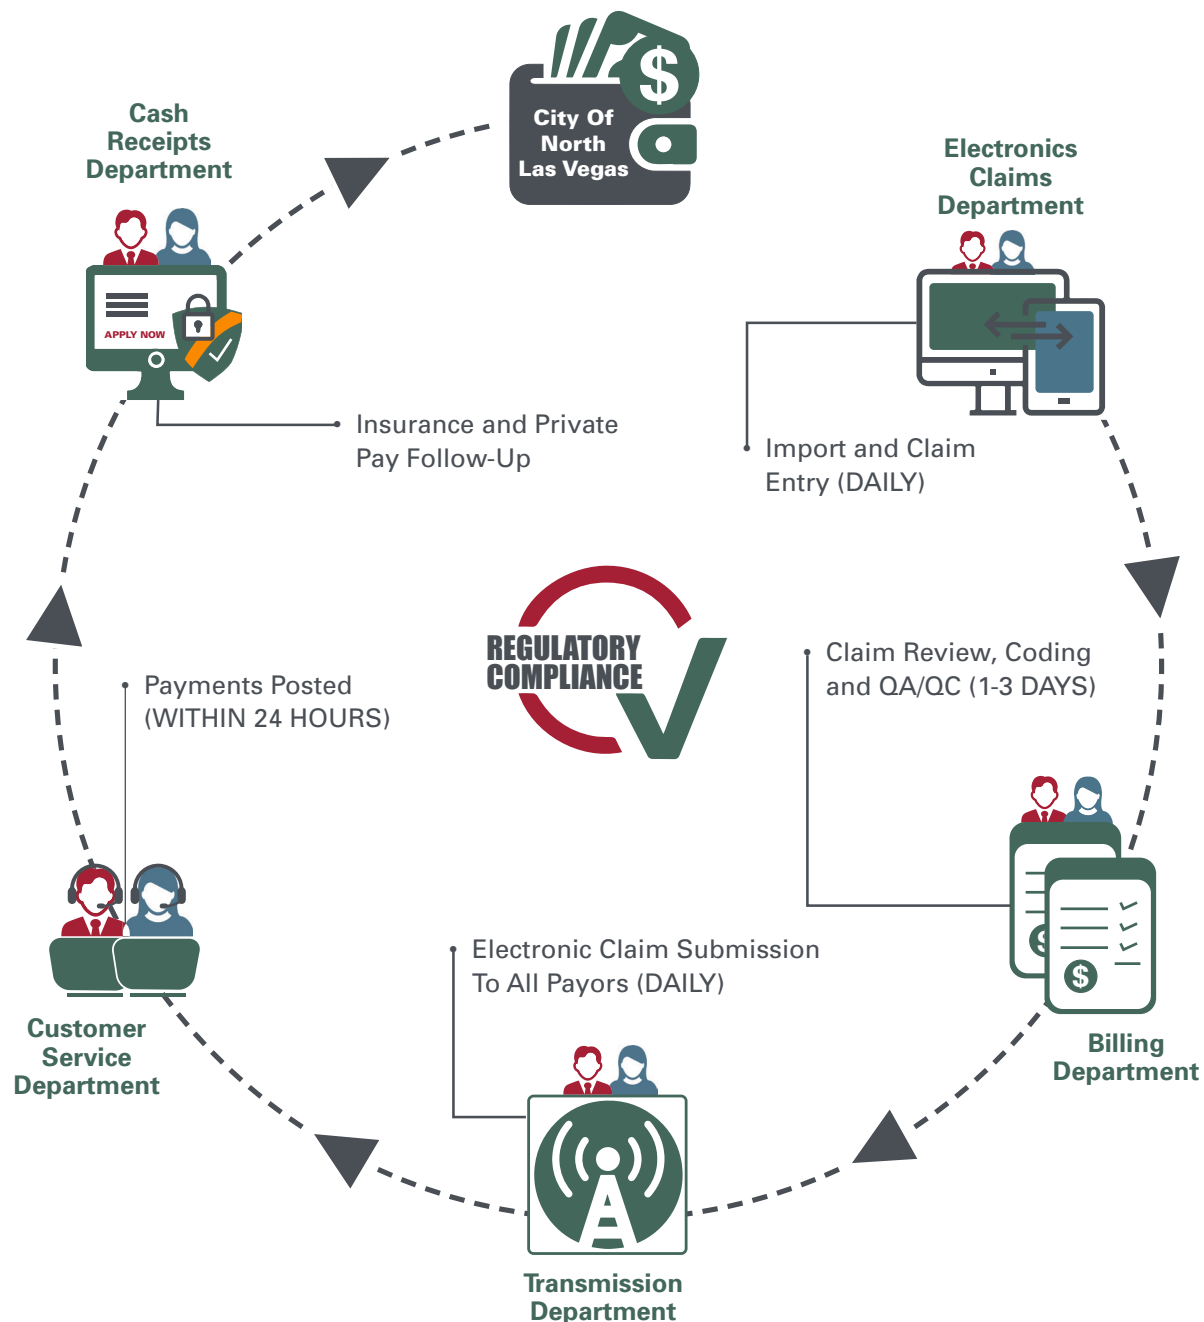 City Of
North
Las Vegas
$
Cash
Receipts
Department
APPLY NOW
Insurance and Private
Pay Follow-Up
Electronics
Claims
Department
Import and Claim
Entry (DAILY)
REGULATORY
COMPLIANCE
Claim Review, Coding
and QA/QC (1-3 DAYS)
$
$
Billing
Department
Payments Posted
(WITHIN 24 HOURS)
Customer
Service
Department
Electronic Claim Submission
To All Payors (DAILY)
Transmission
Department